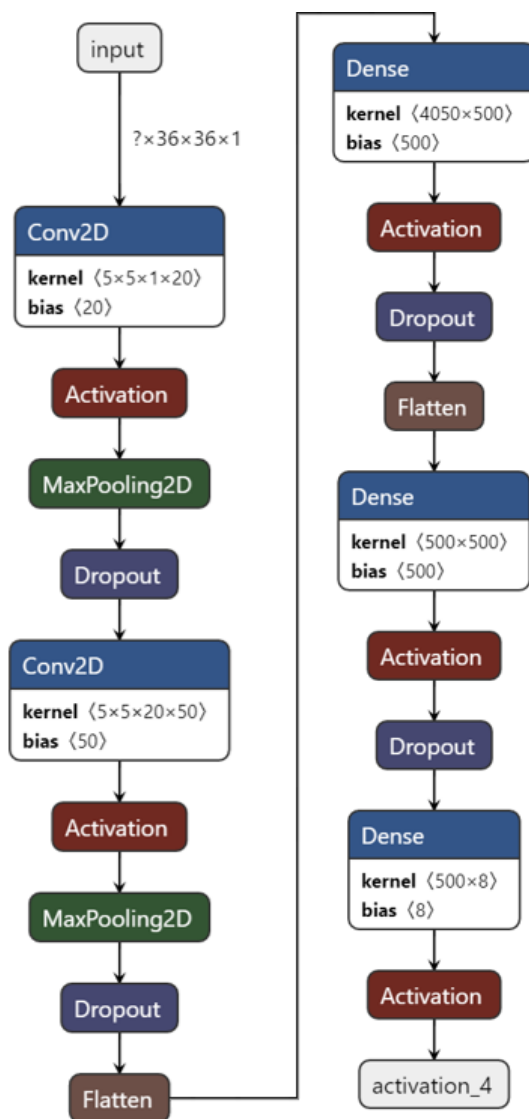 input
?×36×36×1
Conv2D
kernel ⟨5×5×1×20⟩
bias ⟨20⟩
Activation
MaxPooling2D
Dropout
Conv2D
kernel ⟨5×5×20×50⟩
bias ⟨50⟩
Activation
MaxPooling2D
Dropout
Flatten
Dense
kernel ⟨4050×500⟩
bias ⟨500⟩
Activation
Dropout
Flatten
Dense
kernel ⟨500×500⟩
bias ⟨500⟩
Activation
Dropout
Dense
kernel ⟨500×8⟩
bias ⟨8⟩
Activation
activation_4